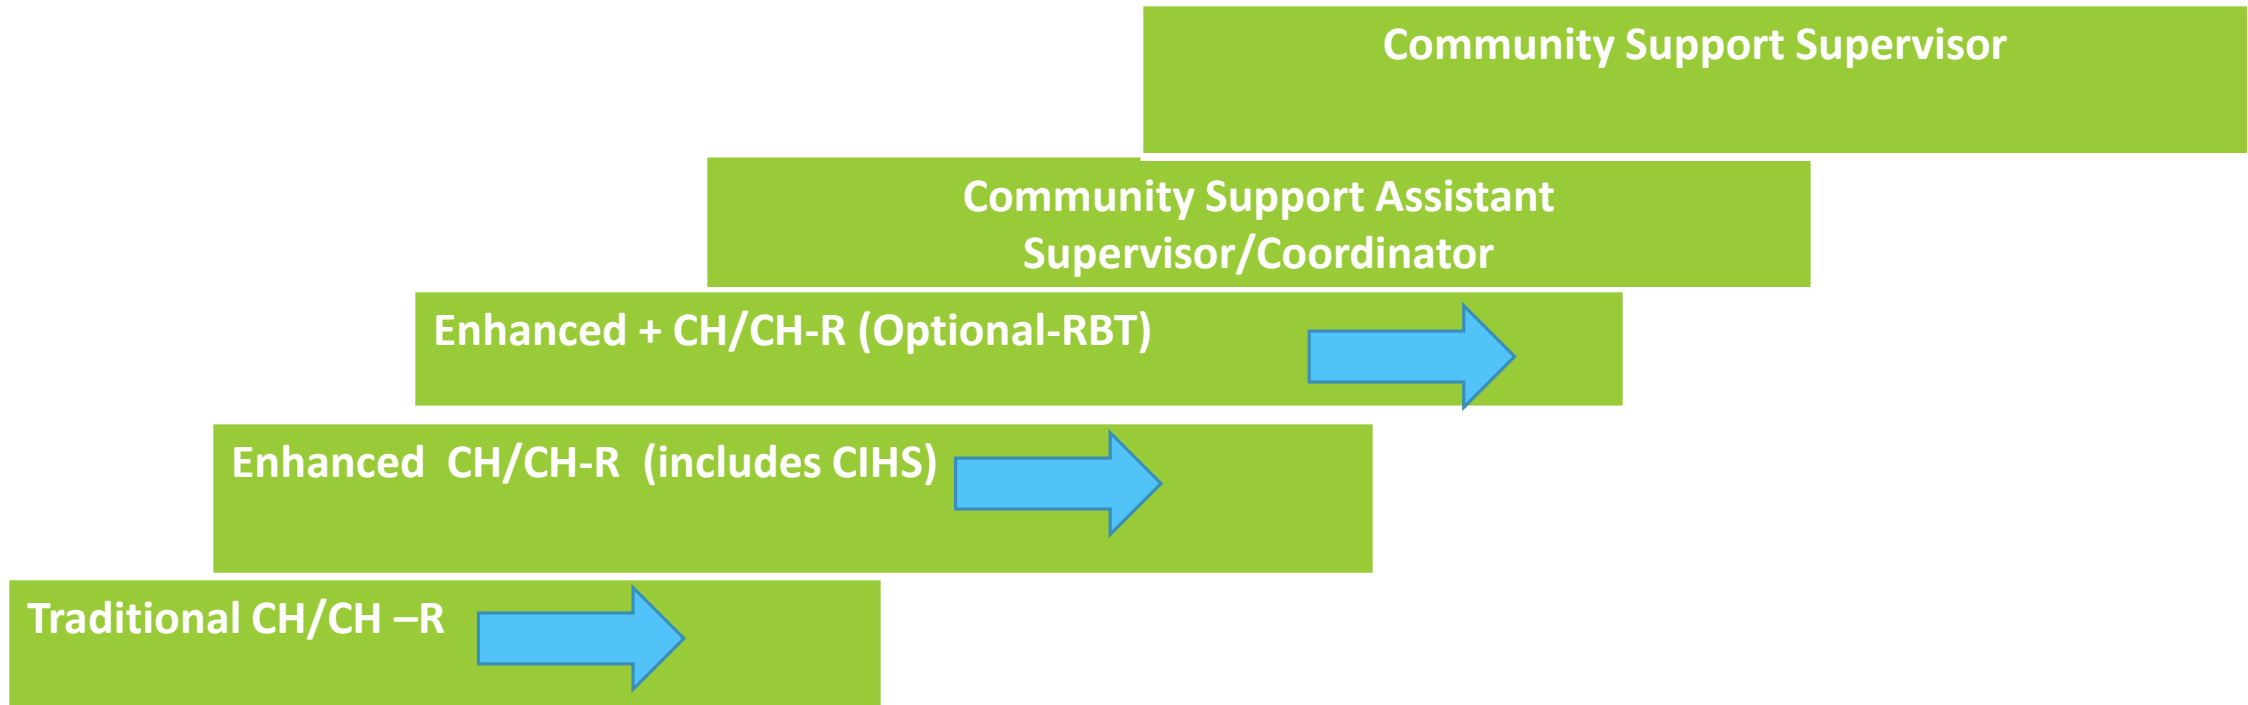 Community Support Supervisor
Community Support Assistant
Supervisor/Coordinator
Enhanced + CH/CH-R (Optional-RBT)
Enhanced  CH/CH-R  (includes CIHS)
Traditional CH/CH –R